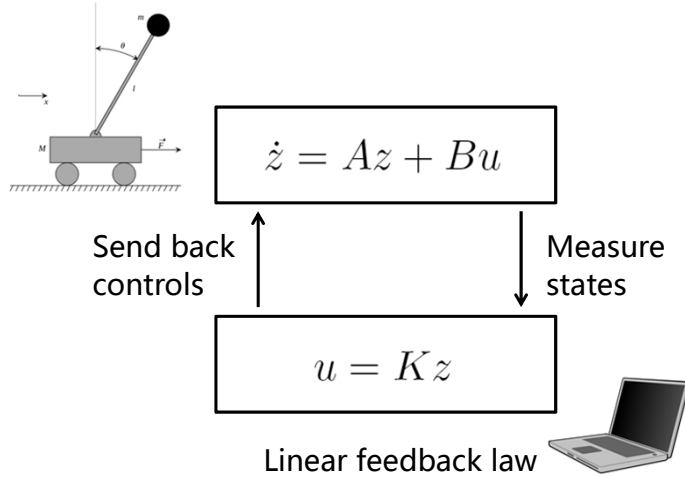 m
θ
l
x
M
F⃗
ż = Az + Bu
Send back
controls
Measure
states
u = Kz
Linear feedback law